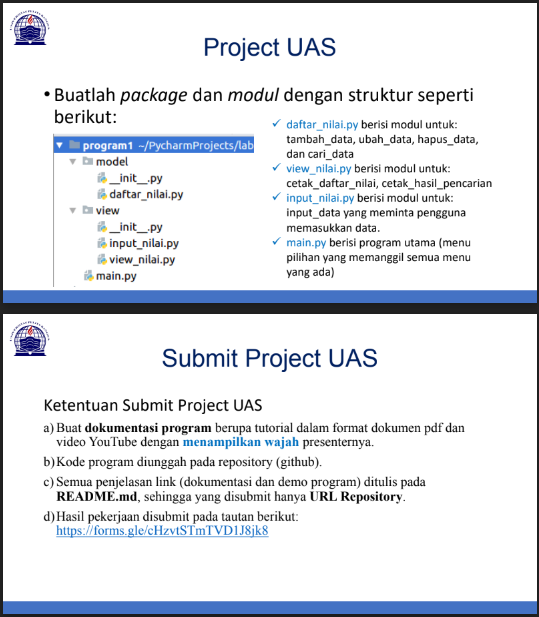 Project UAS
• Buatlah package dan modul dengan struktur seperti
berikut:
program1 ~/PycharmProjects/lab
model
__init__.py
daftar_nilai.py
view
__init__.py
input_nilai.py
view_nilai.py
main.py
✓ daftar_nilai.py berisi modul untuk:
tambah_data, ubah_data, hapus_data,
dan cari_data
✓ view_nilai.py berisi modul untuk:
cetak_daftar_nilai, cetak_hasil_pencarian
✓ input_nilai.py berisi modul untuk:
input_data yang meminta pengguna
memasukkan data.
✓ main.py berisi program utama (menu
pilihan yang memanggil semua menu
yang ada)
Submit Project UAS
Ketentuan Submit Project UAS
a) Buat dokumentasi program berupa tutorial dalam format dokumen pdf dan
video YouTube dengan menampilkan wajah presenternya.
b) Kode program diunggah pada repository (github).
c) Semua penjelasan link (dokumentasi dan demo program) ditulis pada
README.md, sehingga yang disubmit hanya URL Repository.
d) Hasil pekerjaan disubmit pada tautan berikut:
https://forms.gle/cHzvtSTmTVD1J8jk8